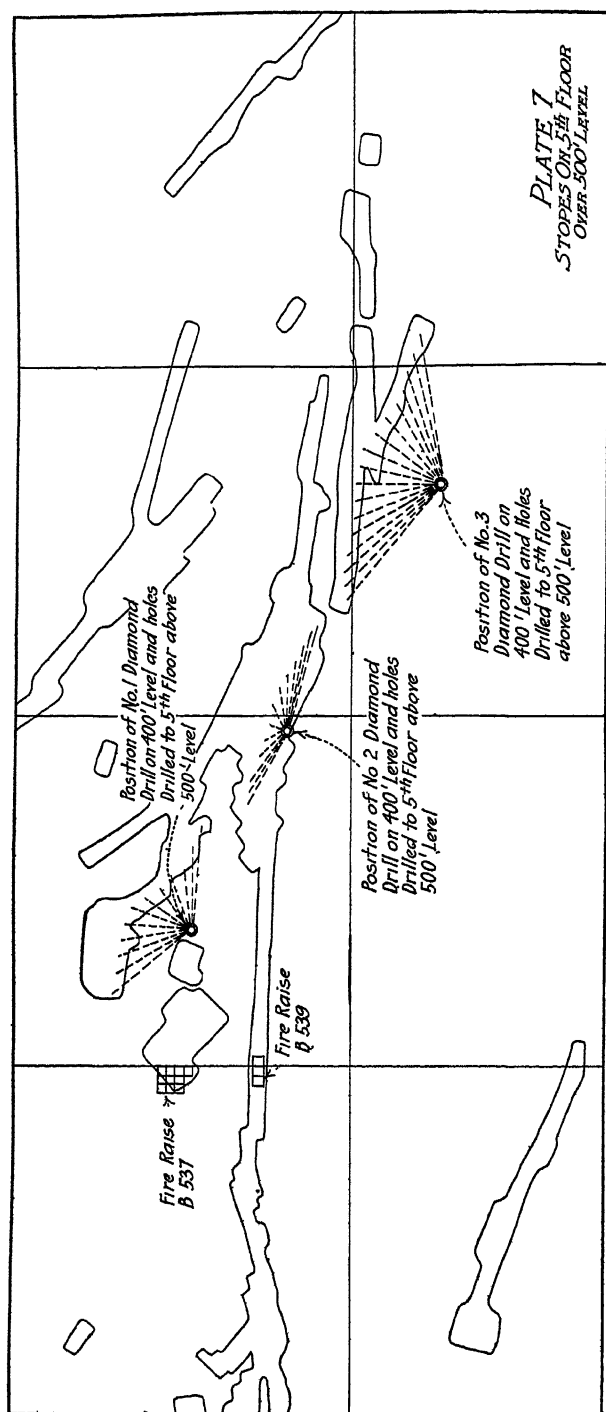 Fire Raise
B 537
Fire Raise
B 539
Position of No.1 Diamond
Drill on 400' Level and holes
Drilled to 5th Floor above
500' Level
Position of No 2 Diamond
Drill on 400' Level and holes
Drilled to 5th Floor above
500' Level
Position of No.3
Diamond Drill on
400' Level and Holes
Drilled to 5th Floor
above 500' Level
PLATE 7
STOPES ON 5th FLOOR
OVER 500' LEVEL